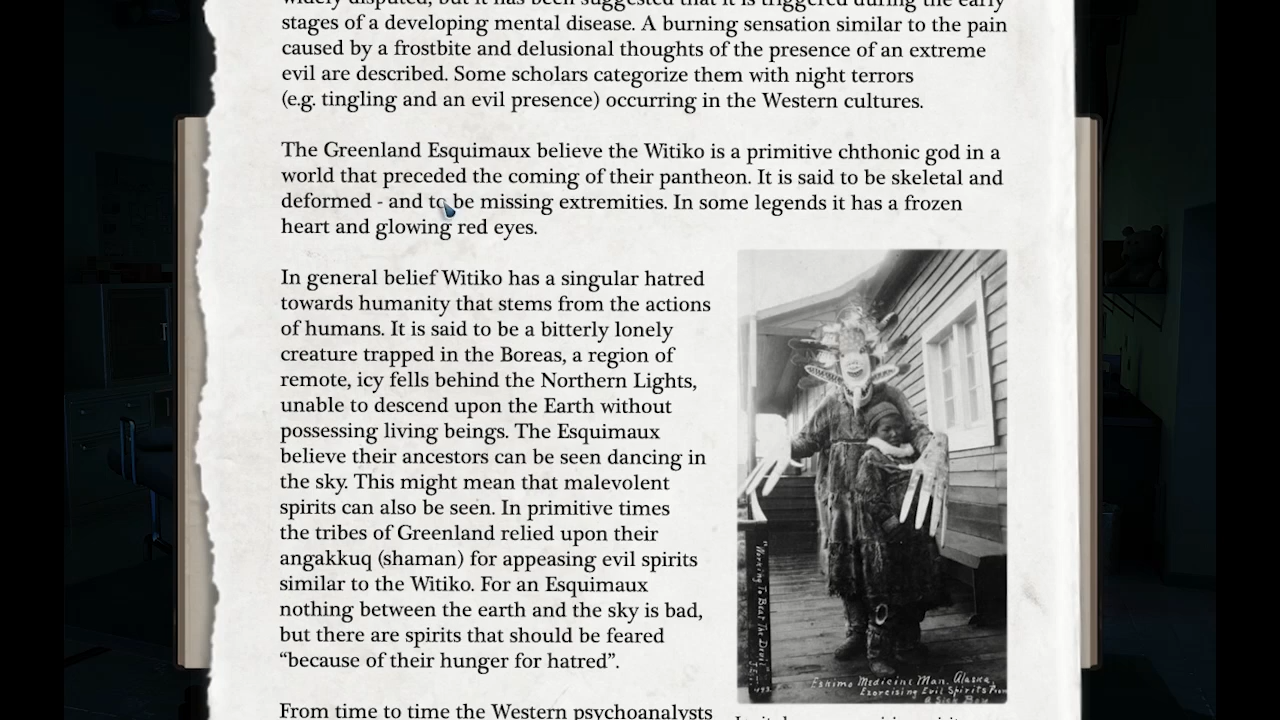 widely disputed, but it has been suggested that it is triggered during the early
stages of a developing mental disease. A burning sensation similar to the pain
caused by a frostbite and delusional thoughts of the presence of an extreme
evil are described. Some scholars categorize them with night terrors
(e.g. tingling and an evil presence) occurring in the Western cultures.
The Greenland Esquimaux believe the Witiko is a primitive chthonic god in a
world that preceded the coming of their pantheon. It is said to be skeletal and
deformed - and to be missing extremities. In some legends it has a frozen
heart and glowing red eyes.
In general belief Witiko has a singular hatred
towards humanity that stems from the actions
of humans. It is said to be a bitterly lonely
creature trapped in the Boreas, a region of
remote, icy fells behind the Northern Lights,
unable to descend upon the Earth without
possessing living beings. The Esquimaux
believe their ancestors can be seen dancing in
the sky. This might mean that malevolent
spirits can also be seen. In primitive times
the tribes of Greenland relied upon their
angakkuq (shaman) for appeasing evil spirits
similar to the Witiko. For an Esquimaux
nothing between the earth and the sky is bad,
but there are spirits that should be feared
“because of their hunger for hatred”.
From time to time the Western psychoanalysts
"Working To Beat The Devil"
Eskimo Medicine Man, Alaska,
Exorcising Evil Spirits From
a Sick Boy